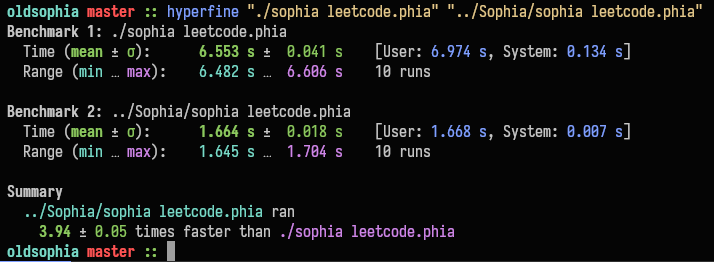 oldsophia master :: hyperfine "./sophia leetcode.phia" "../Sophia/sophia leetcode.phia"
Benchmark 1: ./sophia leetcode.phia
Time (mean ± σ): 6.553 s ± 0.041 s [User: 6.974 s, System: 0.134 s]
Range (min … max): 6.482 s … 6.606 s 10 runs
Benchmark 2: ../Sophia/sophia leetcode.phia
Time (mean ± σ): 1.664 s ± 0.018 s [User: 1.668 s, System: 0.007 s]
Range (min … max): 1.645 s … 1.704 s 10 runs
Summary
../Sophia/sophia leetcode.phia ran
3.94 ± 0.05 times faster than ./sophia leetcode.phia
oldsophia master ::